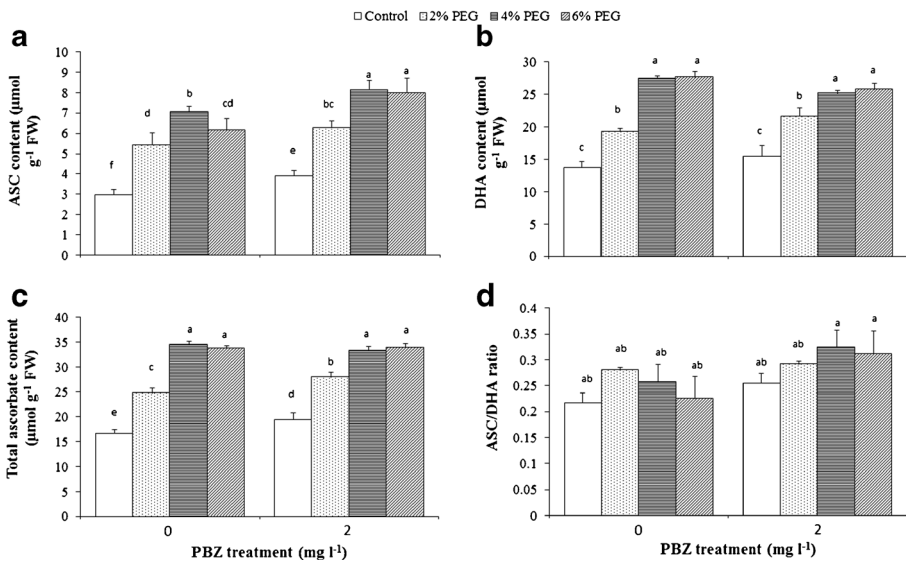 Control 2% PEG 4% PEG 6% PEG
a
ASC content (µmol
g-1 FW)
10
9
8
7
6
5
4
3
2
1
0
f
d
b
cd
e
bc
a
a
b
DHA content (µmol
g-1 FW)
30
25
20
15
10
5
0
c
b
a
a
c
b
a
a
c
Total ascorbate content
(µmol g-1 FW)
40
35
30
25
20
15
10
5
0
e
c
a
a
d
b
a
a
0
2
PBZ treatment (mg l-1)
d
ASC/DHA ratio
0.4
0.35
0.3
0.25
0.2
0.15
0.1
0.05
0
ab
ab
ab
ab
ab
ab
a
a
0
2
PBZ treatment (mg l-1)